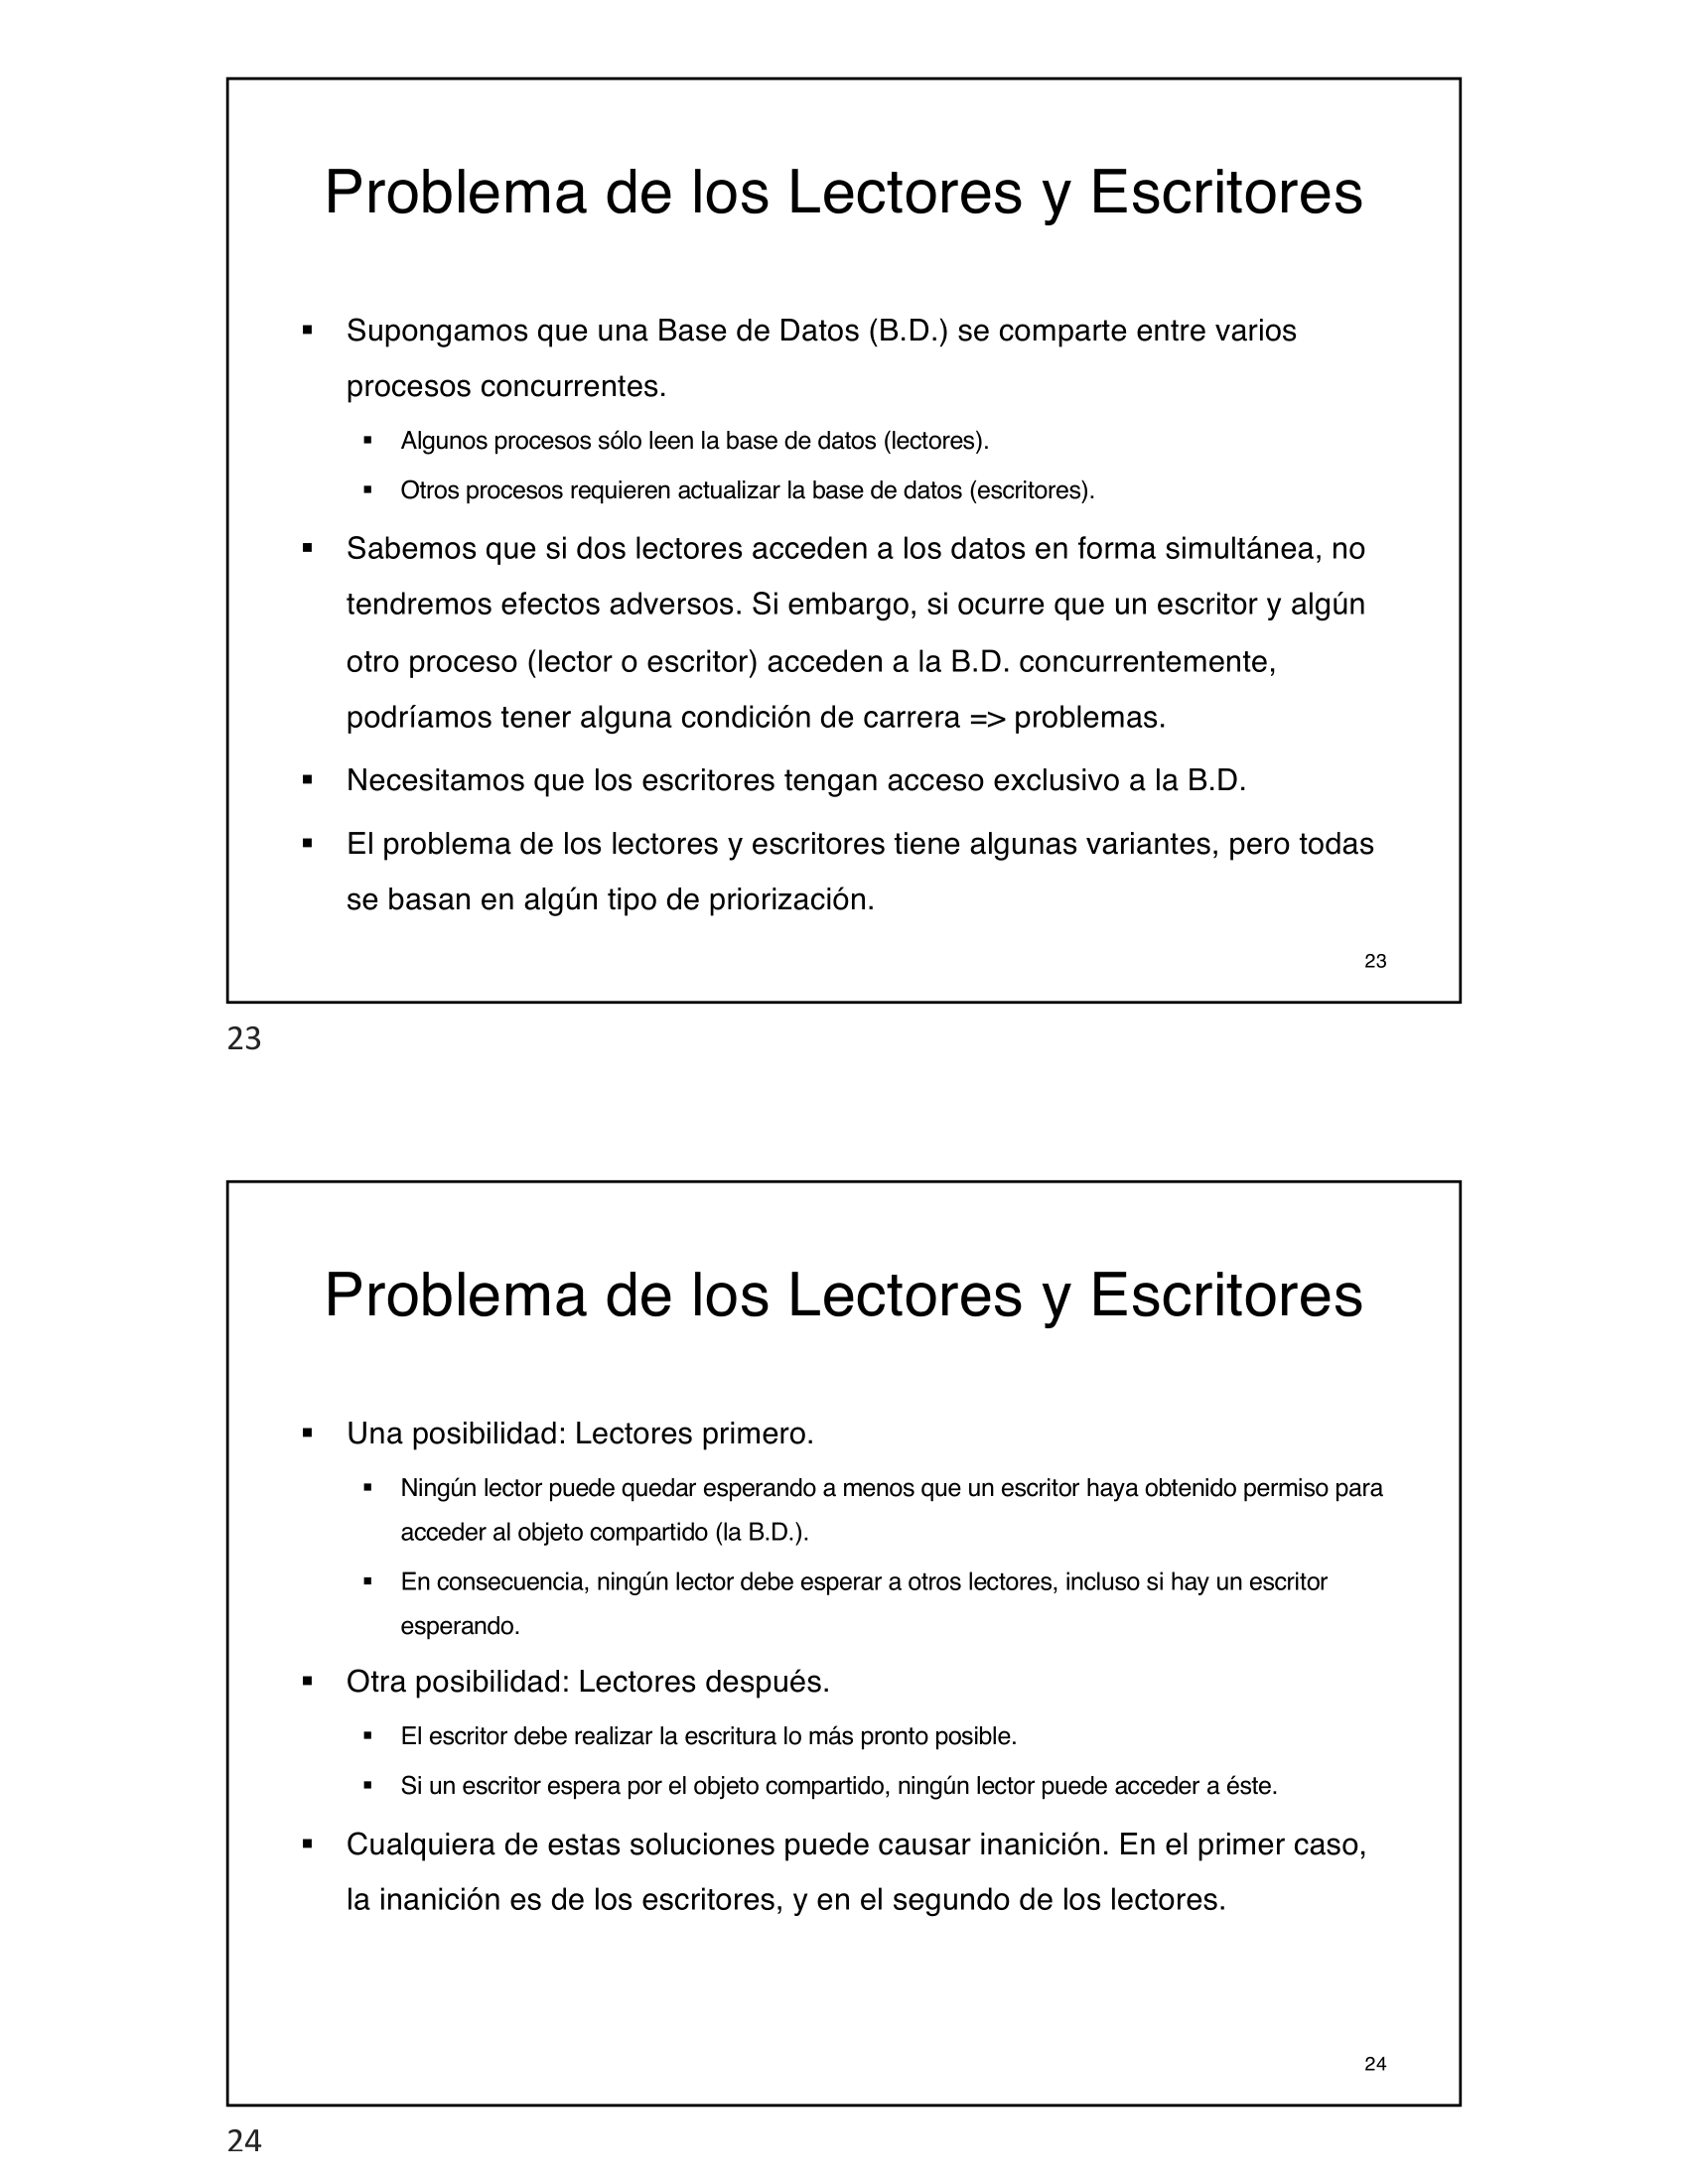 Problema de los Lectores y Escritores
▪ Supongamos que una Base de Datos (B.D.) se comparte entre varios
procesos concurrentes.
▪ Algunos procesos sólo leen la base de datos (lectores).
▪ Otros procesos requieren actualizar la base de datos (escritores).
▪ Sabemos que si dos lectores acceden a los datos en forma simultánea, no
tendremos efectos adversos. Si embargo, si ocurre que un escritor y algún
otro proceso (lector o escritor) acceden a la B.D. concurrentemente,
podríamos tener alguna condición de carrera => problemas.
▪ Necesitamos que los escritores tengan acceso exclusivo a la B.D.
▪ El problema de los lectores y escritores tiene algunas variantes, pero todas
se basan en algún tipo de priorización.
23
23
Problema de los Lectores y Escritores
▪ Una posibilidad: Lectores primero.
▪ Ningún lector puede quedar esperando a menos que un escritor haya obtenido permiso para
acceder al objeto compartido (la B.D.).
▪ En consecuencia, ningún lector debe esperar a otros lectores, incluso si hay un escritor
esperando.
▪ Otra posibilidad: Lectores después.
▪ El escritor debe realizar la escritura lo más pronto posible.
▪ Si un escritor espera por el objeto compartido, ningún lector puede acceder a éste.
▪ Cualquiera de estas soluciones puede causar inanición. En el primer caso,
la inanición es de los escritores, y en el segundo de los lectores.
24
24